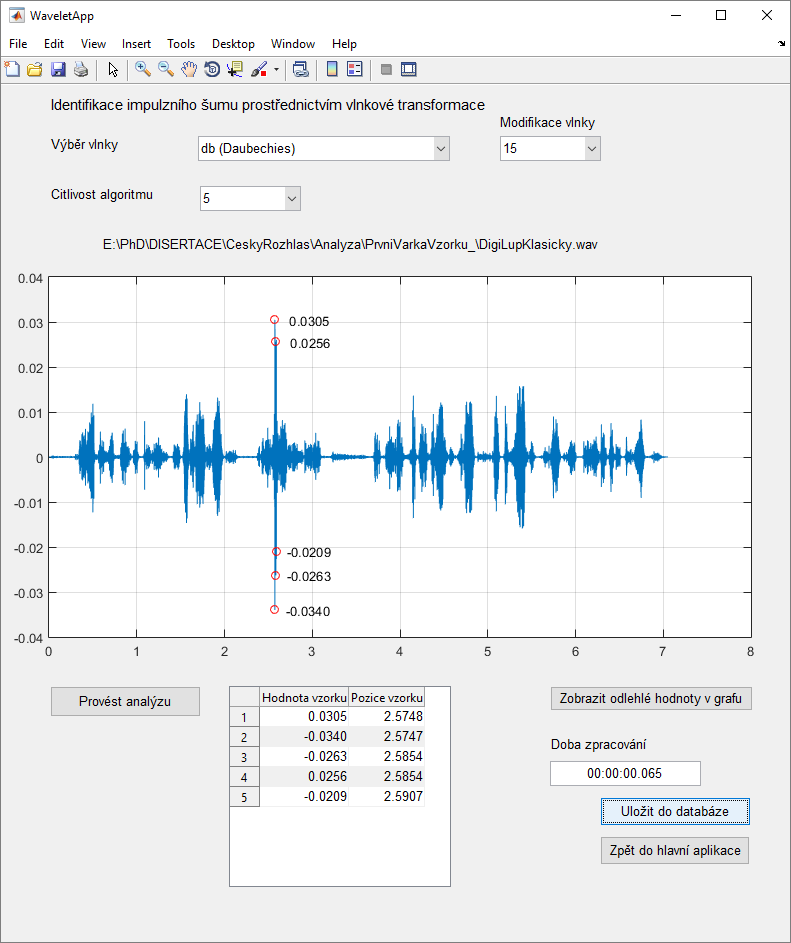 WaveletApp
File Edit View Insert Tools Desktop Window Help
Identifikace impulzního šumu prostřednictvím vlnkové transformace
Modifikace vlnky
Výběr vlnky db (Daubechies) 15
Citlivost algoritmu 5
E:\PhD\DISERTACE\CeskyRozhlas\Analyza\PrvniVarkaVzorku_\DigiLupKlasicky.wav
0.04
0.03 0.0305
0.0256
0.02
0.01
0
-0.01
-0.02 -0.0209
-0.0263
-0.03
-0.0340
-0.04
0 1 2 3 4 5 6 7 8
Provést analýzu
Hodnota vzorku Pozice vzorku
1 0.0305 2.5748
2 -0.0340 2.5747
3 -0.0263 2.5854
4 0.0256 2.5854
5 -0.0209 2.5907
Zobrazit odlehlé hodnoty v grafu
Doba zpracování
00:00:00.065
Uložit do databáze
Zpět do hlavní aplikace